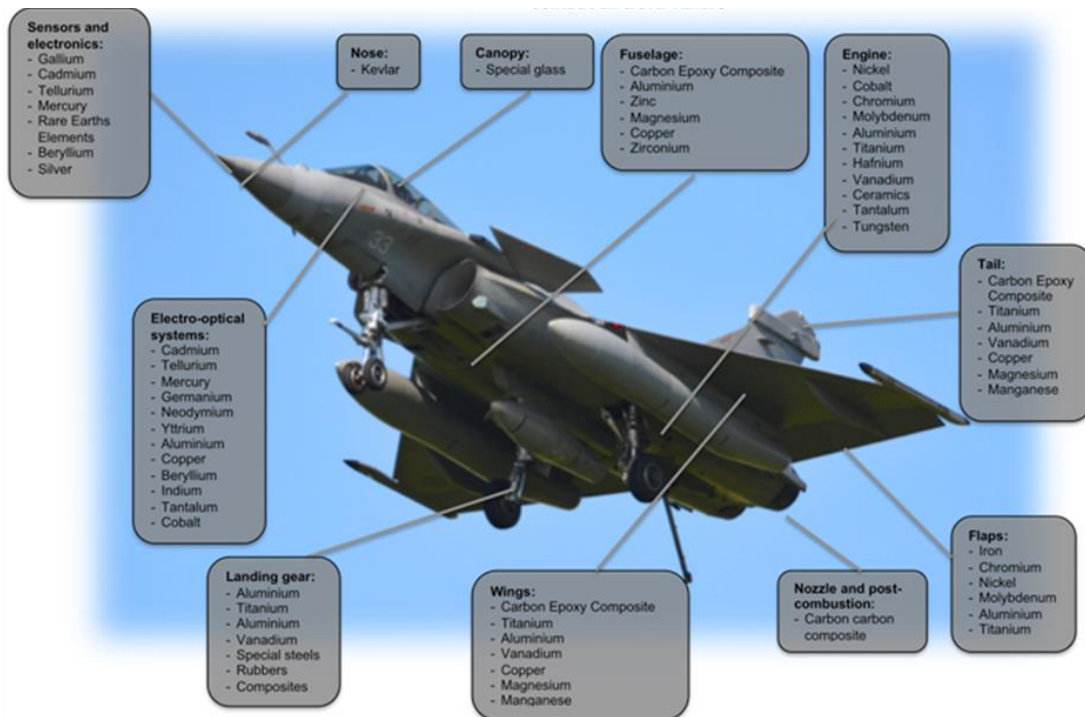 Sensors and
electronics:
- Gallium
- Cadmium
- Tellurium
- Mercury
- Rare Earths
Elements
- Beryllium
- Silver
Nose:
- Kevlar
Canopy:
- Special glass
Fuselage:
- Carbon Epoxy Composite
- Aluminium
- Zinc
- Magnesium
- Copper
- Zirconium
Engine:
- Nickel
- Cobalt
- Chromium
- Molybdenum
- Aluminium
- Titanium
- Hafnium
- Vanadium
- Ceramics
- Tantalum
- Tungsten
Tail:
- Carbon Epoxy
Composite
- Titanium
- Aluminium
- Vanadium
- Copper
- Magnesium
- Manganese
33
Electro-optical
systems:
- Cadmium
- Tellurium
- Mercury
- Germanium
- Neodymium
- Yttrium
- Aluminium
- Copper
- Beryllium
- Indium
- Tantalum
- Cobalt
Landing gear:
- Aluminium
- Titanium
- Aluminium
- Vanadium
- Special steels
- Rubbers
- Composites
Wings:
- Carbon Epoxy Composite
- Titanium
- Aluminium
- Vanadium
- Copper
- Magnesium
- Manganese
Nozzle and post-
combustion:
- Carbon carbon
composite
Flaps:
- Iron
- Chromium
- Nickel
- Molybdenum
- Aluminium
- Titanium